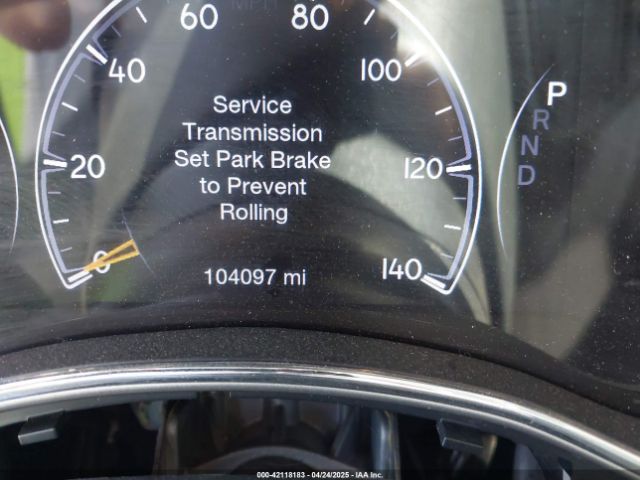 MPH
60 80
40 100
Service
Transmission
Set Park Brake
to Prevent
Rolling
20 120
0 140
104097 mi
P
R
N
D
000-42118183 - 04/24/2025 - IAA Inc.